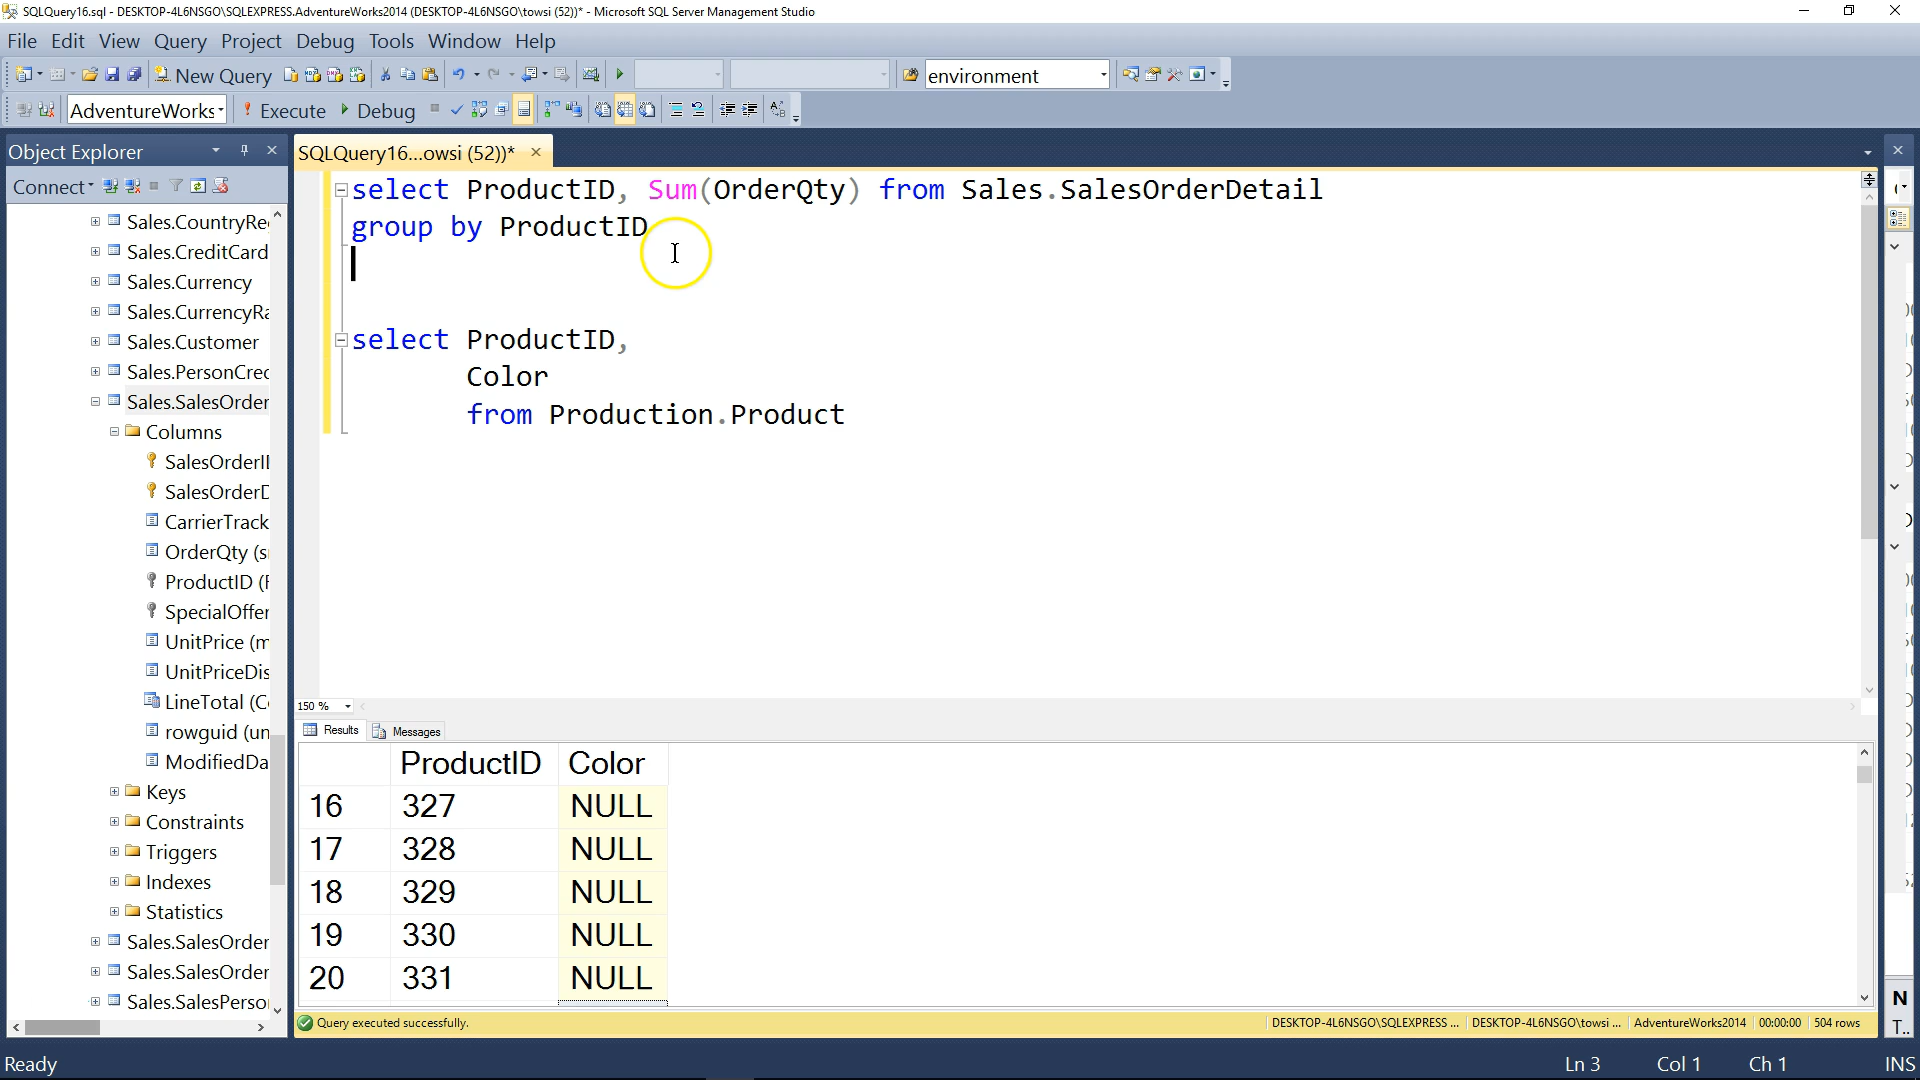 SQLQuery16.sql - DESKTOP-4L6NSGO\SQLEXPRESS.AdventureWorks2014 (DESKTOP-4L6NSGO\towsi (52))* - Microsoft SQL Server Management Studio
File Edit View Query Project Debug Tools Window Help
New Query environment
AdventureWorks Execute Debug
Object Explorer
SQLQuery16...owsi (52))*
Connect
Sales.CountryRe
Sales.CreditCard
Sales.Currency
Sales.CurrencyRa
Sales.Customer
Sales.PersonCred
Sales.SalesOrder
Columns
SalesOrderI
SalesOrderD
CarrierTrack
OrderQty (s
ProductID (F
SpecialOffer
UnitPrice (m
UnitPriceDis
LineTotal (C
rowguid (un
ModifiedDa
Keys
Constraints
Triggers
Indexes
Statistics
Sales.SalesOrder
Sales.SalesOrder
Sales.SalesPerso
select ProductID, Sum(OrderQty) from Sales.SalesOrderDetail
group by ProductID
select ProductID,
Color
from Production.Product
150 %
Results Messages
ProductID Color
16 327 NULL
17 328 NULL
18 329 NULL
19 330 NULL
20 331 NULL
Query executed successfully. DESKTOP-4L6NSGO\SQLEXPRESS ... DESKTOP-4L6NSGO\towsi ... AdventureWorks2014 00:00:00 504 rows
N
T..
Ready Ln 3 Col 1 Ch 1 INS